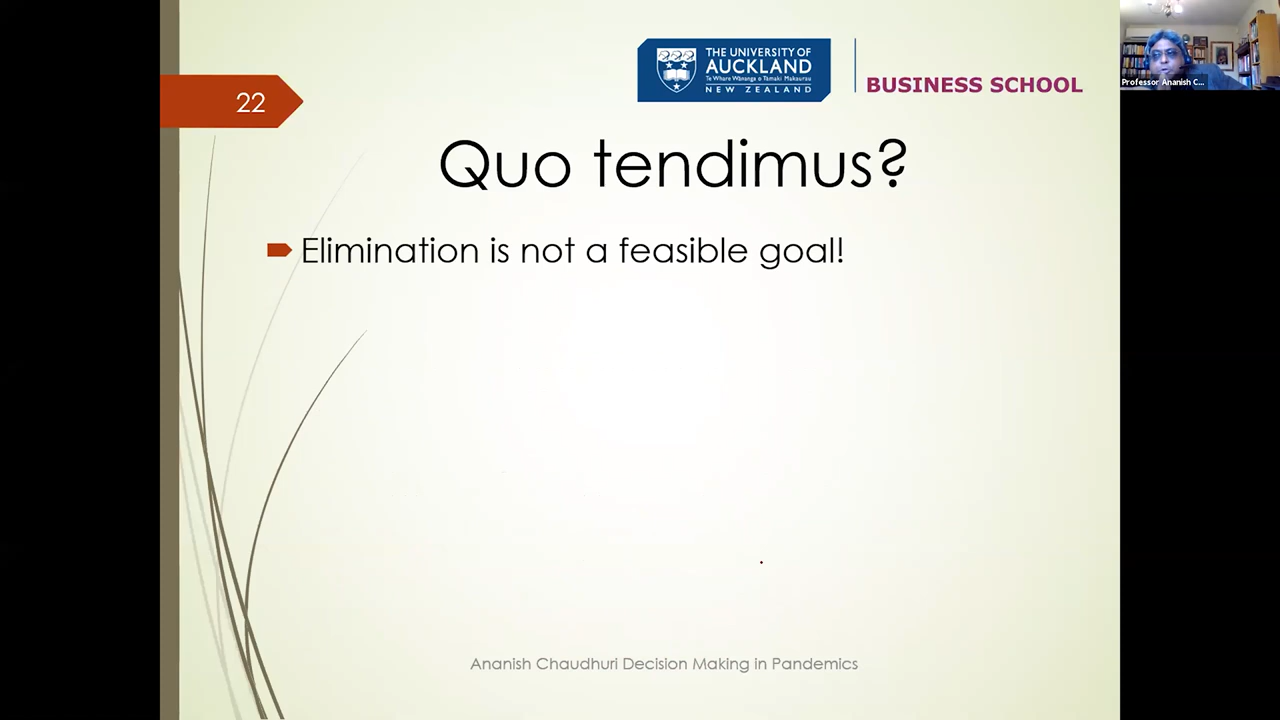 THE UNIVERSITY OF
AUCKLAND
Te Whare Wānanga o Tāmaki Makaurau
NEW ZEALAND
BUSINESS SCHOOL
Professor Ananish C...
22
Quo tendimus?
Elimination is not a feasible goal!
Ananish Chaudhuri Decision Making in Pandemics